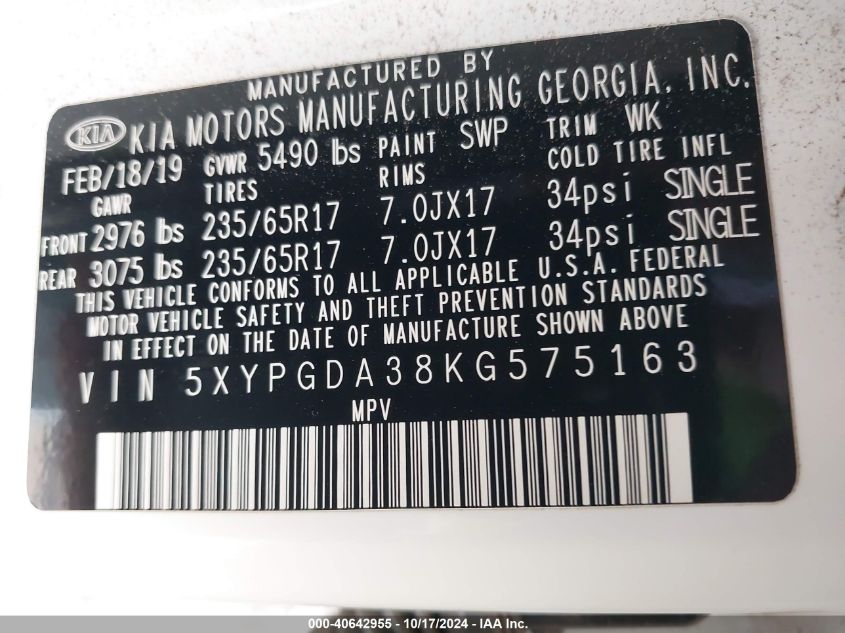 MANUFACTURED BY
KIA KIA MOTORS MANUFACTURING GEORGIA, INC.
FEB/18/19 GVWR 5490 lbs PAINT SWP TRIM WK
GAWR TIRES RIMS COLD TIRE INFL
FRONT 2976 lbs 235/65R17 7.0JX17 34psi SINGLE
REAR 3075 lbs 235/65R17 7.0JX17 34psi SINGLE
THIS VEHICLE CONFORMS TO ALL APPLICABLE U.S.A. FEDERAL
MOTOR VEHICLE SAFETY AND THEFT PREVENTION STANDARDS
IN EFFECT ON THE DATE OF MANUFACTURE SHOWN ABOVE
VIN 5XYPGDA38KG575163
MPV
000-40642955 - 10/17/2024 - IAA Inc.